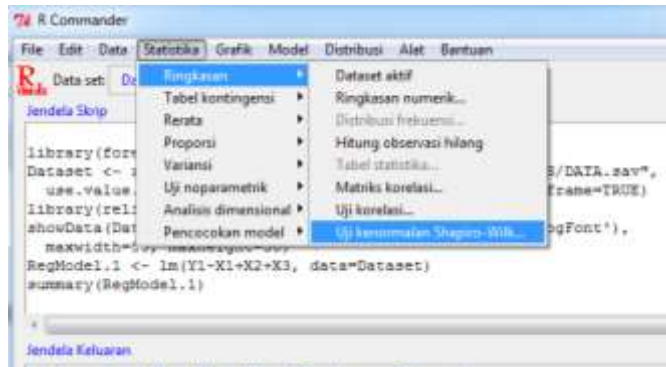 R Commander
File Edit Data Statistika Grafik Model Distribusi Alat Bantuan
Data set:
Ringkasan
Dataset aktif
Tabel kontingensi
Ringkasan numerik...
Rerata
Distribusi frekuensi...
Proporsi
Hitung observasi hilang
Variansi
Tabel statistika...
Uji noparametrik
Matriks korelasi...
Analisis dimensional
Uji korelasi...
Pencocokan model
Uji kenormalan Shapiro-Wilk...
Jendela Skrip
library(fore
Dataset <- /DATA.sav",
use.value. frame=TRUE)
library(reli
showData(Dat ogFont'),
RegModel.1 <- lm(Y1~X1+X2+X3, data=Dataset)
summary(RegModel.1)
Jendela Keluaran